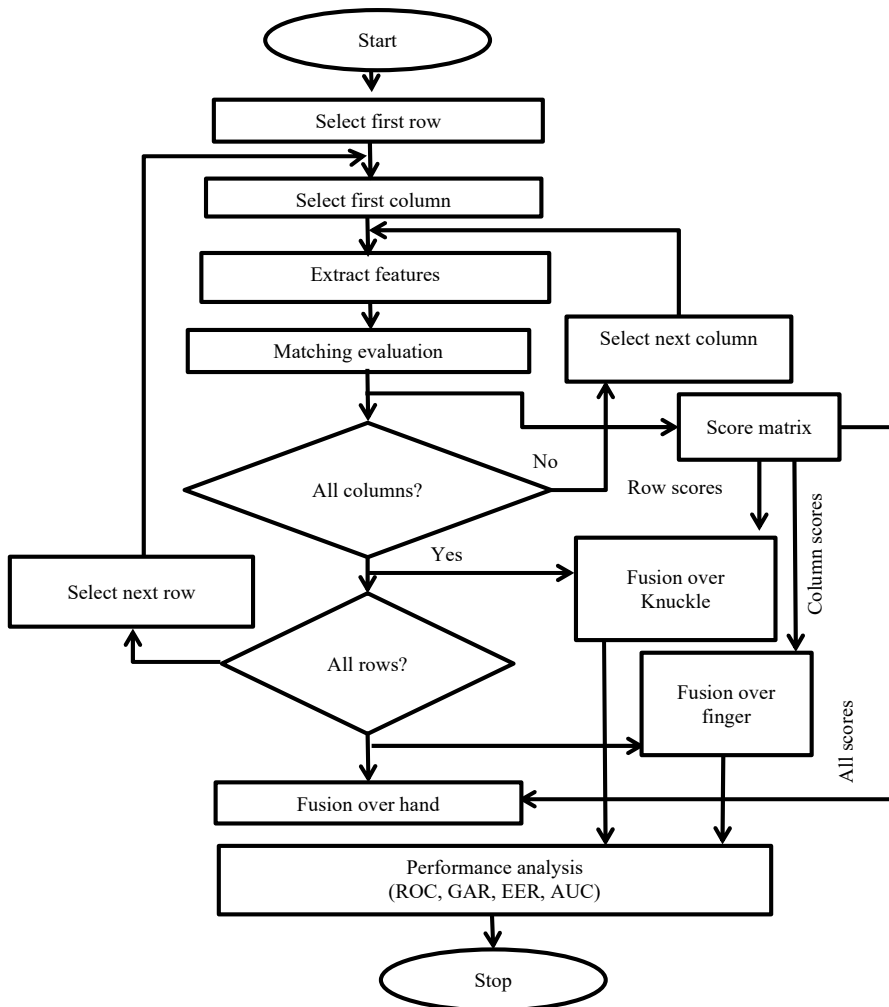 Start
Select first row
Select first column
Extract features
Matching evaluation
Select next column
Score matrix
No
All columns?
Row scores
Column scores
Yes
Fusion over
Knuckle
Select next row
All rows?
Fusion over
finger
All scores
Fusion over hand
Performance analysis
(ROC, GAR, EER, AUC)
Stop